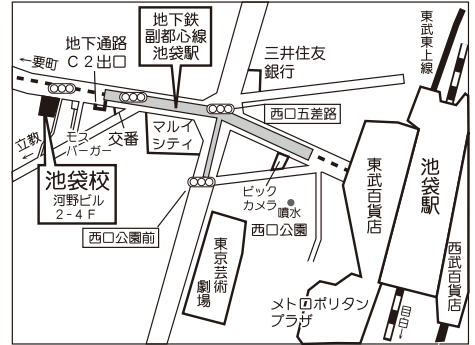 地下鉄
副都心線
池袋駅
地下通路
C2出口
←要町
三井住友
銀行
東武東上線
西口五差路
交番
マルイ
シティ
モス
バーガー
立教
←
池袋校
河野ビル
2-4F
ビック
カメラ
噴水
西口公園
西口公園前
東京芸術
劇場
東武百貨店
池袋駅
西武百貨店
メトロポリタン
プラザ
目白→